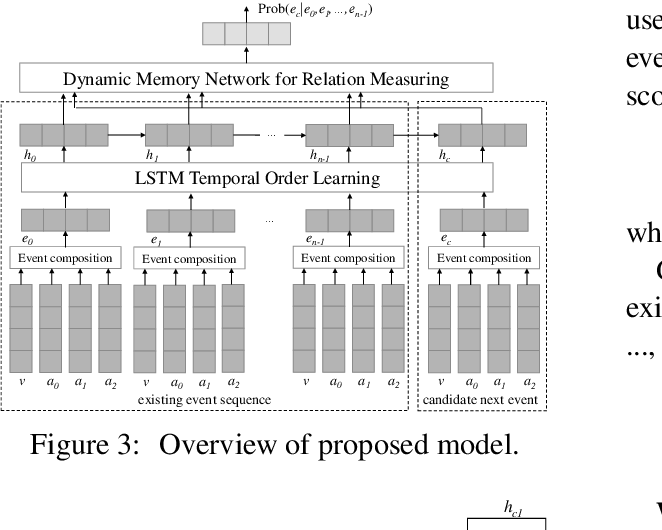 Prob(e_c|e_0,e_1,...,e_{n-1})
Dynamic Memory Network for Relation Measuring
...
h_0 h_1 h_{n-1} h_c
LSTM Temporal Order Learning
...
e_0 e_1 e_{n-1} e_c
Event composition Event composition Event composition Event composition
v a_0 a_1 a_2 v a_0 a_1 a_2 v a_0 a_1 a_2 v a_0 a_1 a_2
existing event sequence candidate next event
Figure 3: Overview of proposed model.
h_{c1}
use
eve
sco
wh
exi
...,